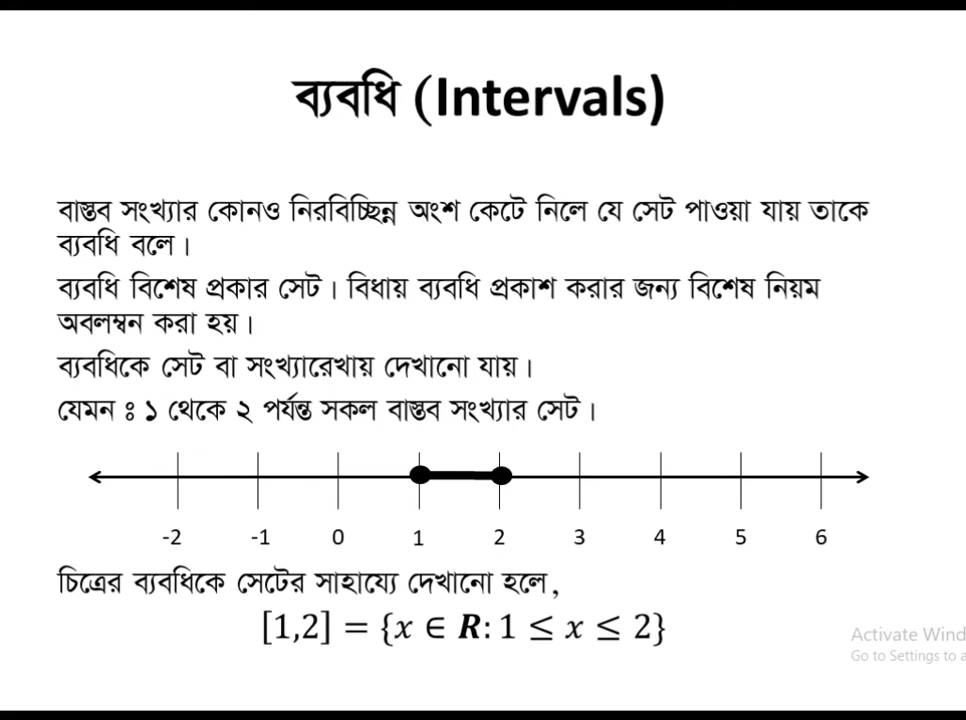 ব্যবধি (Intervals)
বাস্তব সংখ্যার কোনও নিরবিচ্ছিন্ন অংশ কেটে নিলে যে সেট পাওয়া যায় তাকে
ব্যবধি বলে।
ব্যবধি বিশেষ প্রকার সেট। বিধায় ব্যবধি প্রকাশ করার জন্য বিশেষ নিয়ম
অবলম্বন করা হয়।
ব্যবধিকে সেট বা সংখ্যারেখায় দেখানো যায়।
যেমন ঃ ১ থেকে ২ পর্যন্ত সকল বাস্তব সংখ্যার সেট।
-2 -1 0 1 2 3 4 5 6
চিত্রের ব্যবধিকে সেটের সাহায্যে দেখানো হলে,
[1,2] = {x ∈ R: 1 ≤ x ≤ 2}
Activate Wind
Go to Settings to a